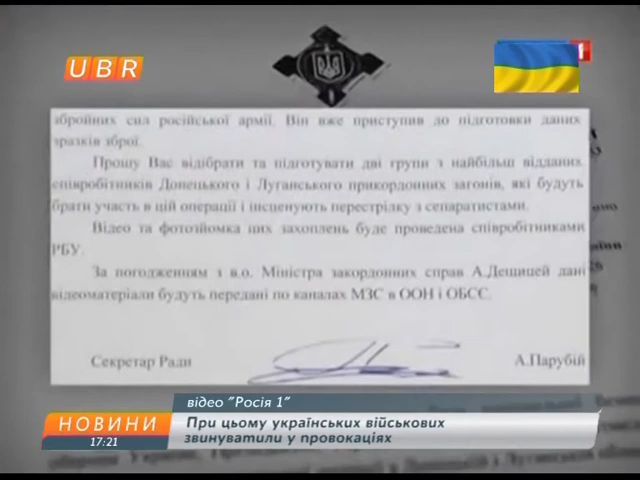 UBR
1
збройних сил російської армії. Він вже приступив до підготовки даних
зразків зброї.
Прошу Вас відібрати та підготувати дві групи з найбільш відданих
співробітників Донецького і Луганського прикордонних загонів, які будуть
брати участь в цій операції і інсценують перестрілку з сепаратистами.
Відео та фотозйомка цих захоплень буде проведена співробітниками
РБУ.
За погодженням з в.о. Міністра закордонних справ А.Дещицей дані
відеоматеріали будуть передані по каналах МЗС в ООН і ОБСС.
Секретар Ради А.Парубій
відео "Росія 1"
НОВИНИ
17:21
При цьому українських військових
звинуватили у провокаціях